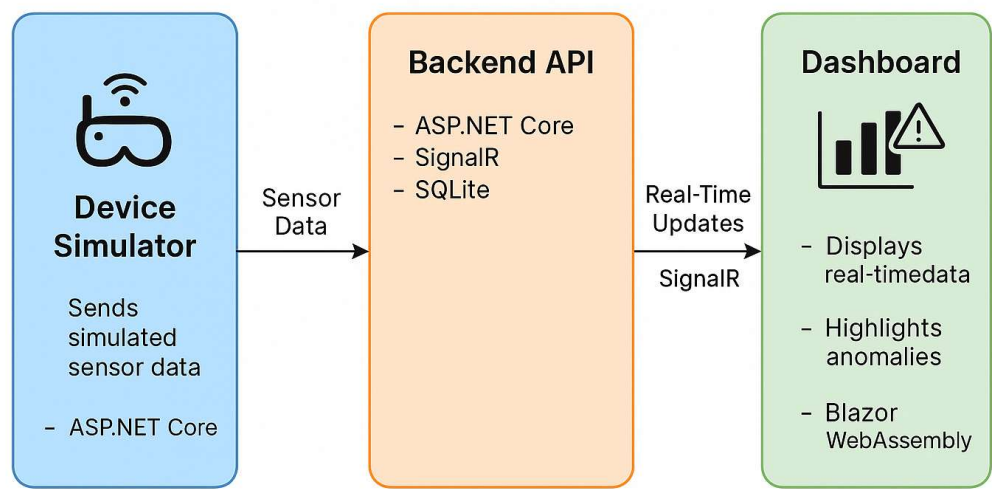 Device
Simulator
Sends
simulated
sensor data
– ASP.NET Core
Sensor
Data
Backend API
– ASP.NET Core
– SignalR
– SQLite
Real-Time
Updates
SignalR
Dashboard
– Displays
real-timedata
– Highlights
anomalies
– Blazor
WebAssembly